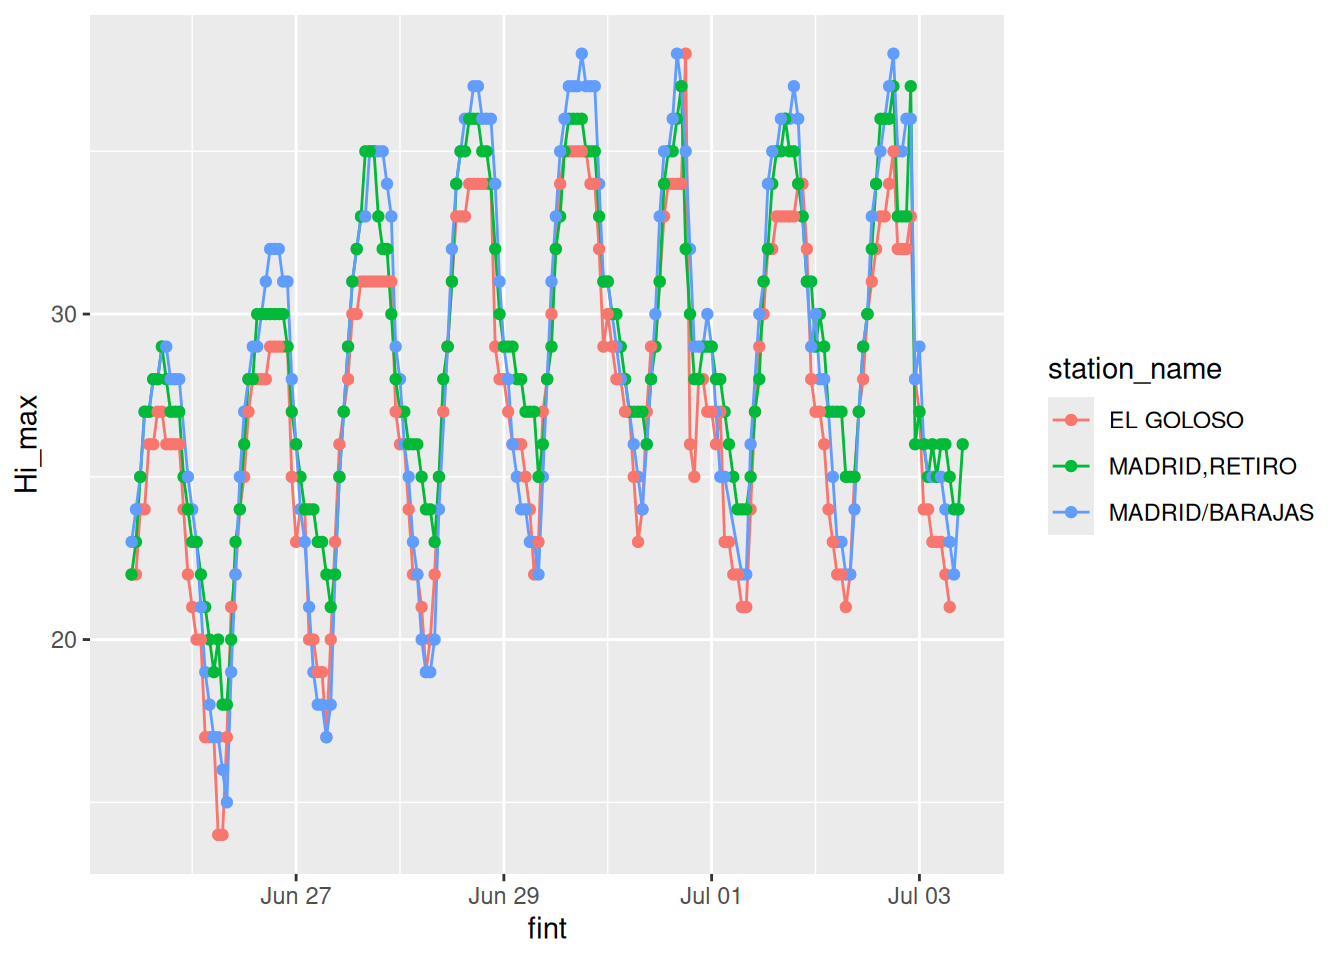 Hi_max
30
20
Jun 27
Jun 29
Jul 01
Jul 03
fint
station_name
EL GOLOSO
MADRID,RETIRO
MADRID/BARAJAS